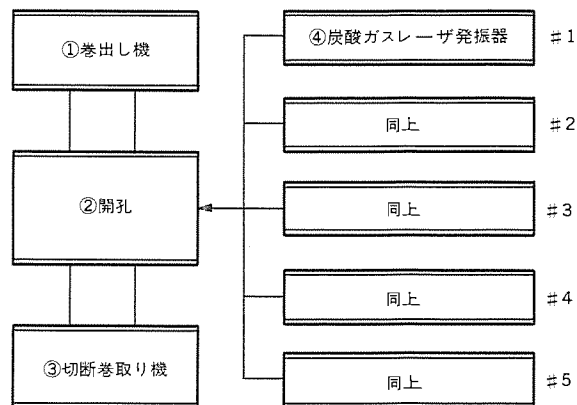 ①巻出し機
②開孔
③切断巻取り機
④炭酸ガスレーザ発振器 #1
同上 #2
同上 #3
同上 #4
同上 #5